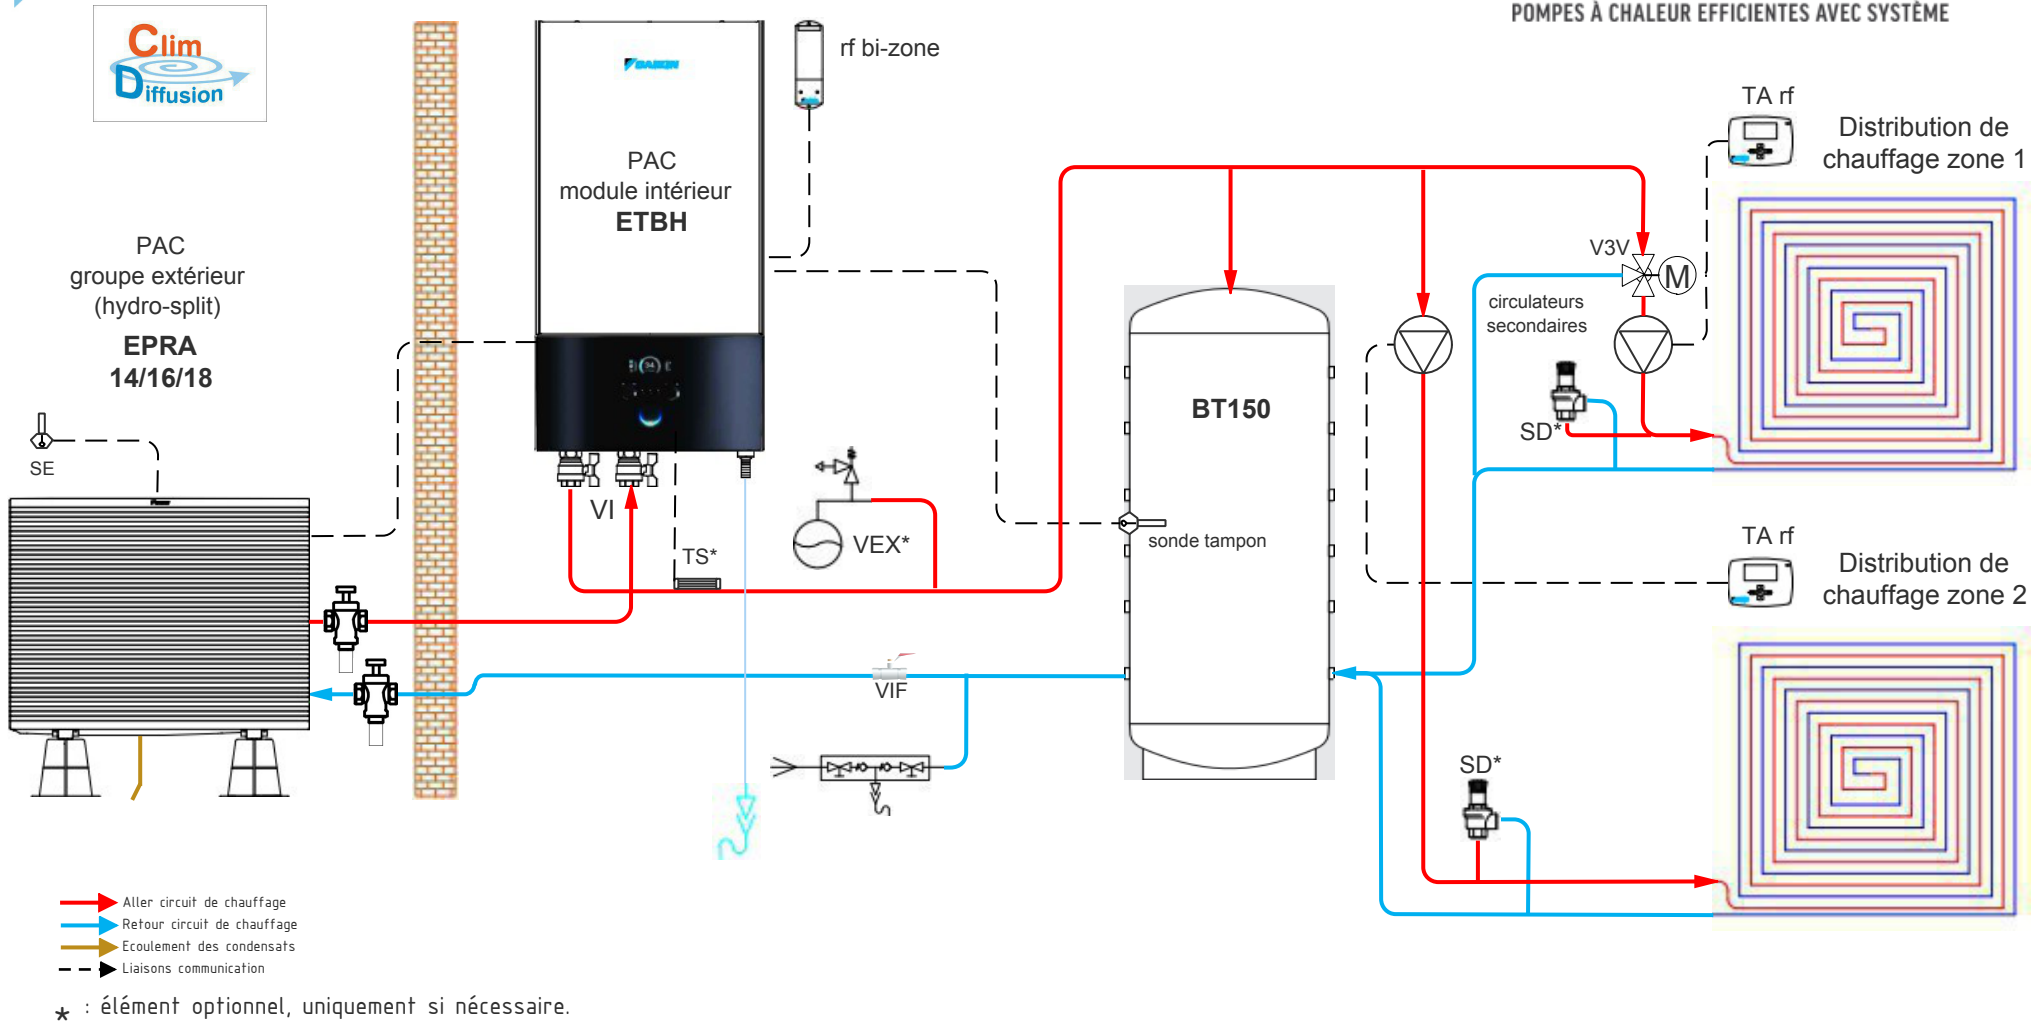 POMPES À CHALEUR EFFICIENTES AVEC SYSTÈME
Clim
Diffusion
rf bi-zone
DAIKIN
PAC
module intérieur
ETBH
PAC
groupe extérieur
(hydro-split)
EPRA
14/16/18
SE
VI
TS*
VEX*
VIF
BT150
sonde tampon
circulateurs
secondaires
V3V
M
SD*
TA rf
Distribution de
chauffage zone 1
TA rf
Distribution de
chauffage zone 2
SD*
Aller circuit de chauffage
Retour circuit de chauffage
Ecoulement des condensats
Liaisons communication
* : élément optionnel, uniquement si nécessaire.